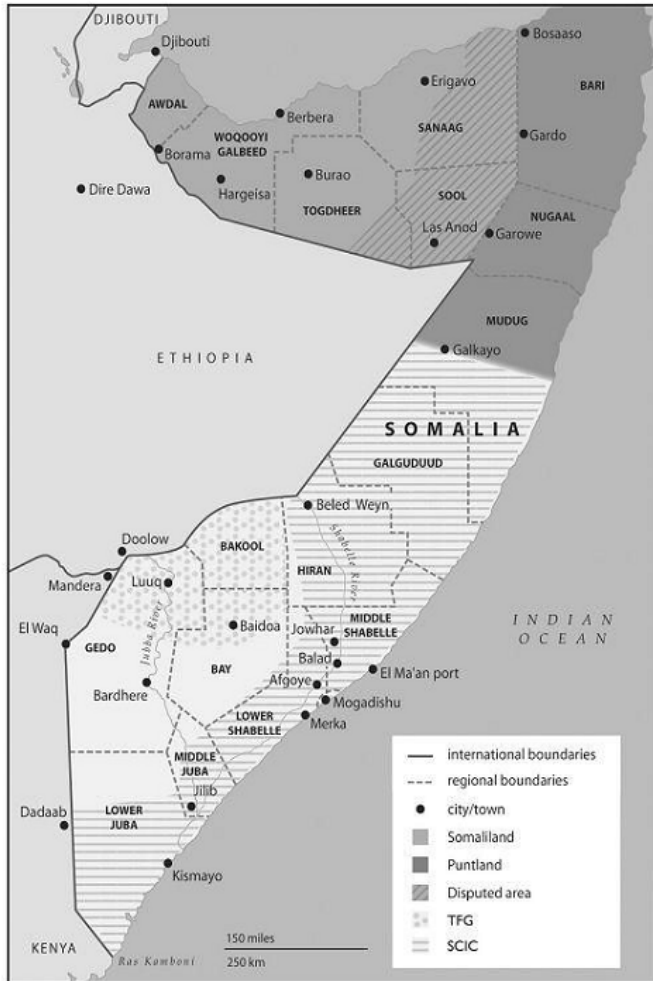 DJIBOUTI
Djibouti
Bosaaso
Erigavo
BARI
AWDAL
Berbera
SANAAG
WOQOOYI
GALBEED
Gardo
Borama
Burao
Dire Dawa
Hargeisa
SOOL
TOGDHEER
NUGAAL
Las Anod
Garowe
MUDUG
ETHIOPIA
Galkayo
SOMALIA
GALGUDUUD
Beled Weyn
Shabelle River
Doolow
BAKOOL
HIRAN
Mandera
Luuq
Jubba River
Baidoa
MIDDLE
SHABELLE
Jowhar
INDIAN
OCEAN
El Waq
GEDO
BAY
Balad
El Ma'an port
Afgoye
Bardhere
Mogadishu
LOWER
SHABELLE
Merka
MIDDLE
JUBA
Jilib
Dadaab
LOWER
JUBA
Kismayo
KENYA
Ras Kamboni
150 miles
250 km
international boundaries
regional boundaries
city/town
Somaliland
Puntland
Disputed area
TFG
SCIC